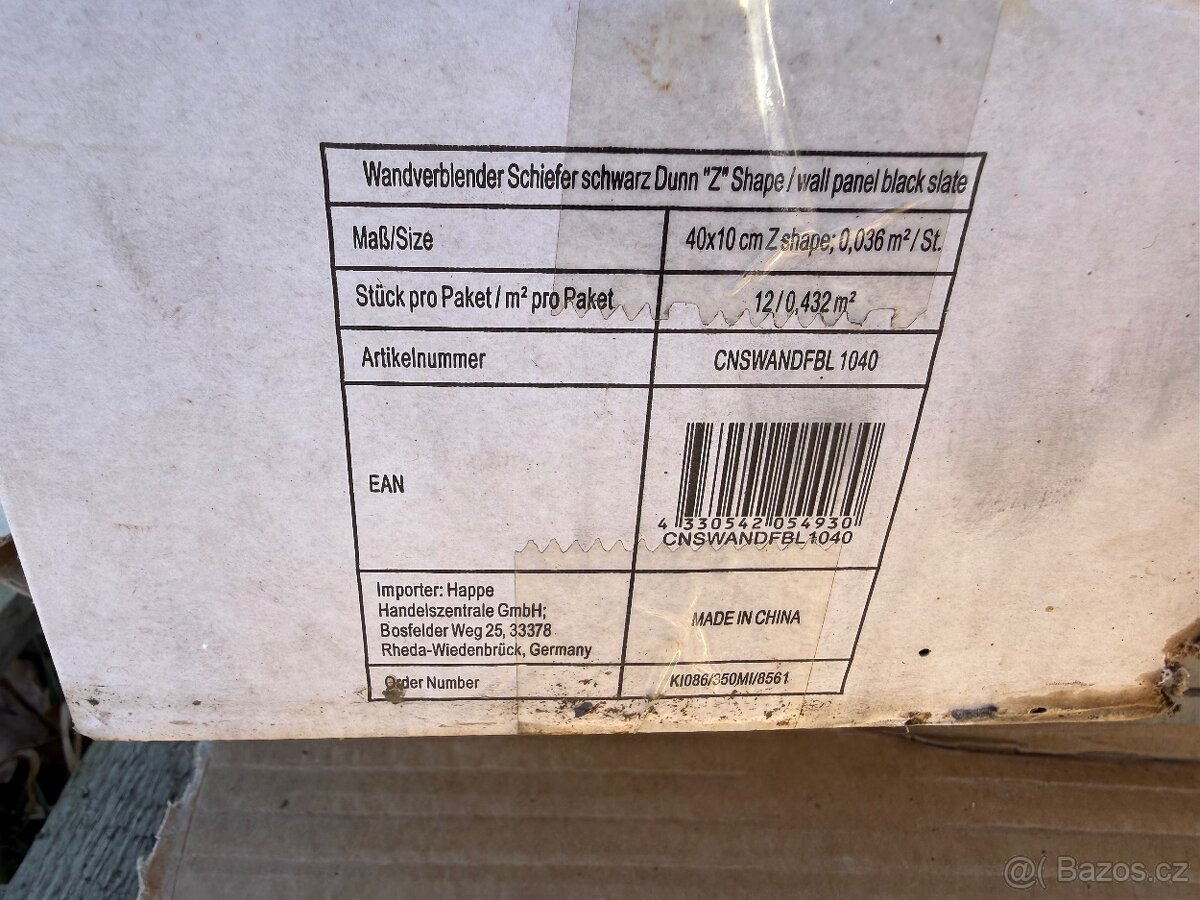 Wandverblender Schiefer schwarz Dunn "Z" Shape / wall panel black slate
Maß/Size
40x10 cm Z shape; 0,036 m² / St.
Stück pro Paket / m² pro Paket
12 / 0,432 m²
Artikelnummer
CNSWANDFBL 1040
EAN
4 330542 054930
CNSWANDFBL1040
Importer: Happe
Handelszentrale GmbH;
Bosfelder Weg 25, 33378
Rheda-Wiedenbrück, Germany
MADE IN CHINA
Order Number
KI086/350MI/8561
@( Bazos.cz